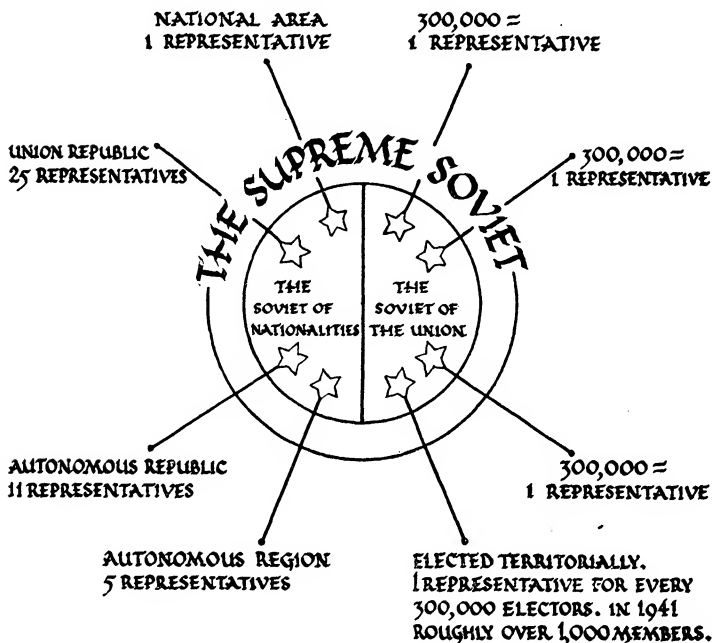 NATIONAL AREA
1 REPRESENTATIVE
300,000 =
1 REPRESENTATIVE
UNION REPUBLIC
25 REPRESENTATIVES
300,000 =
1 REPRESENTATIVE
THE SUPREME SOVIET
THE
SOVIET OF
NATIONALITIES
THE
SOVIET OF
THE UNION
AUTONOMOUS REPUBLIC
11 REPRESENTATIVES
300,000 =
1 REPRESENTATIVE
AUTONOMOUS REGION
5 REPRESENTATIVES
ELECTED TERRITORIALLY.
1 REPRESENTATIVE FOR EVERY
300,000 ELECTORS. IN 1941
ROUGHLY OVER 1,000 MEMBERS.